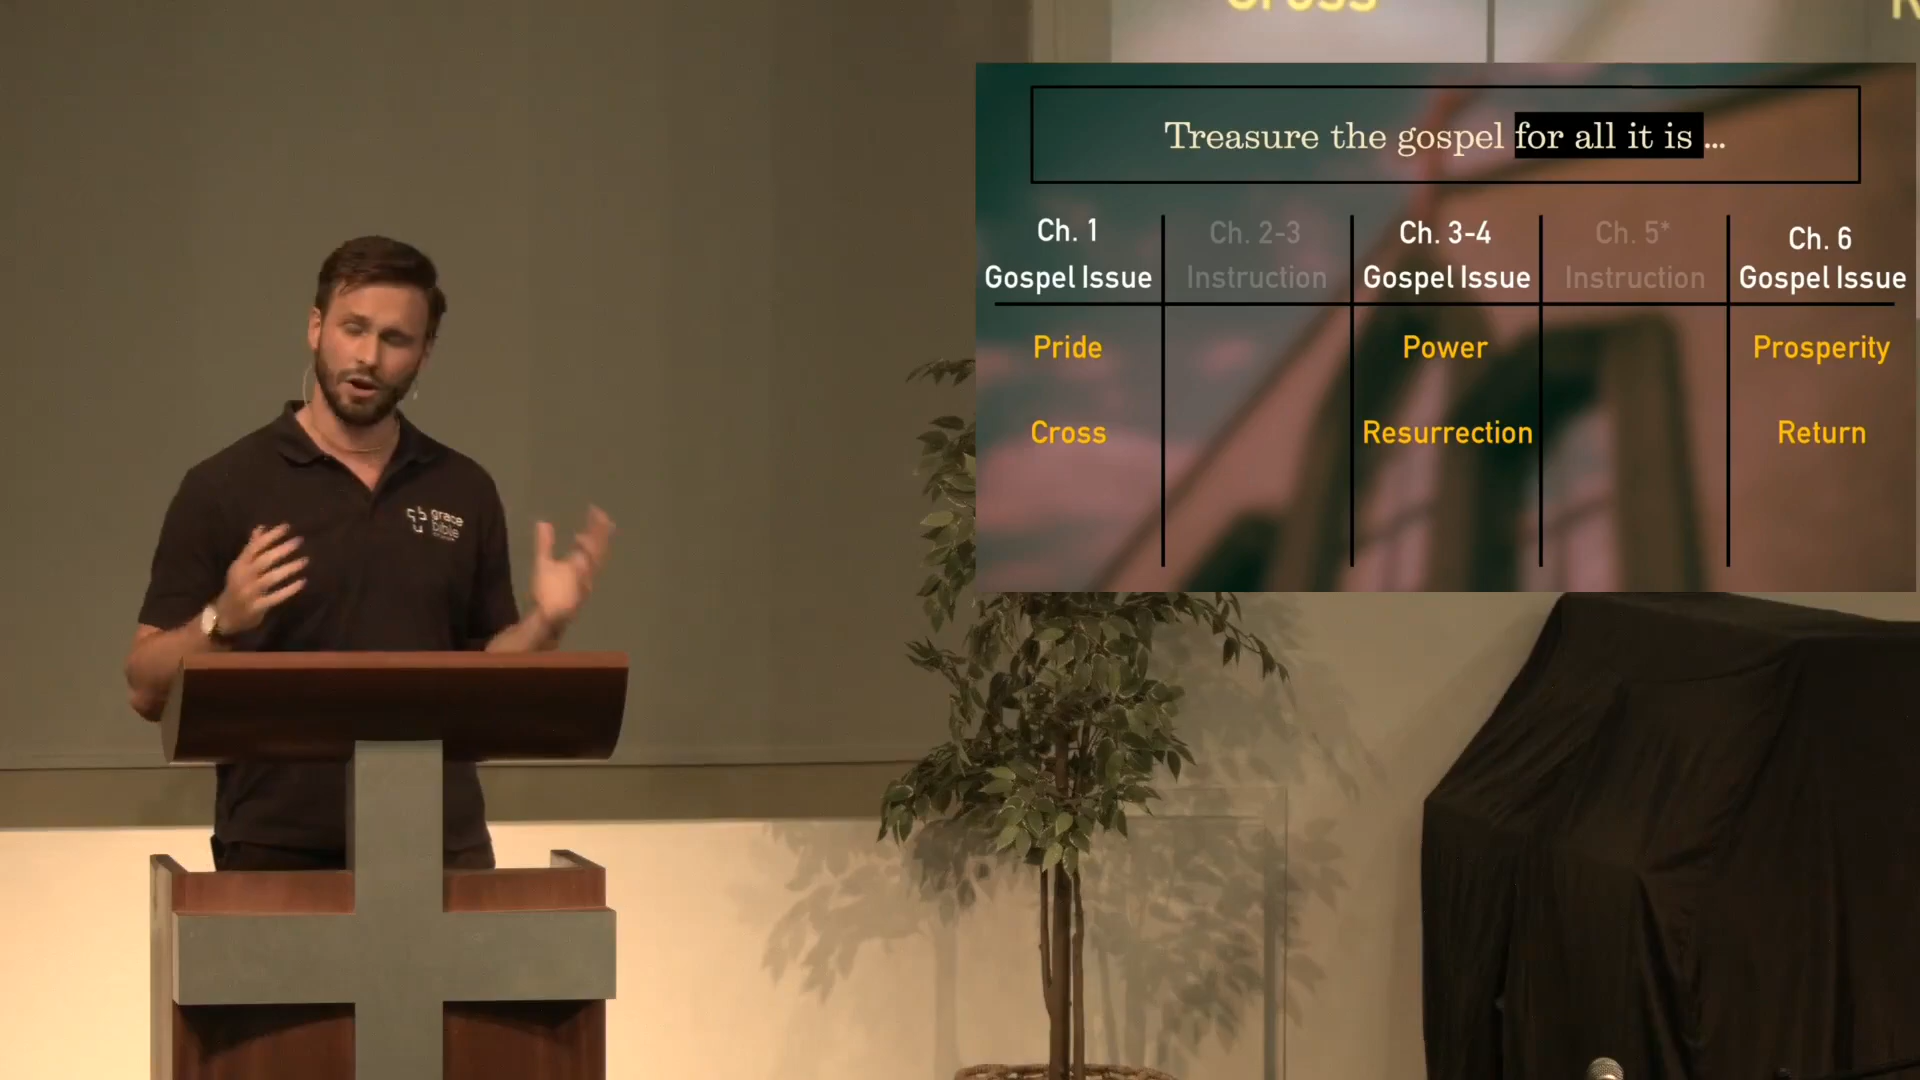 Cross
Treasure the gospel for all it is ...
Ch. 1
Gospel Issue
Ch. 2-3
Instruction
Ch. 3-4
Gospel Issue
Ch. 5*
Instruction
Ch. 6
Gospel Issue
Pride
Power
Prosperity
Cross
Resurrection
Return
grace
bible